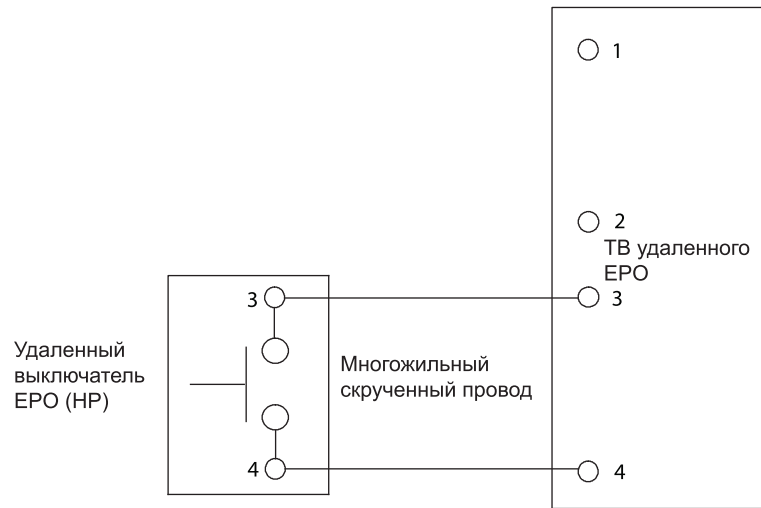 1
2
ТВ удаленного
ЕРО
3
3
Удаленный
выключатель
ЕРО (НР)
Многожильный
скрученный провод
4
4